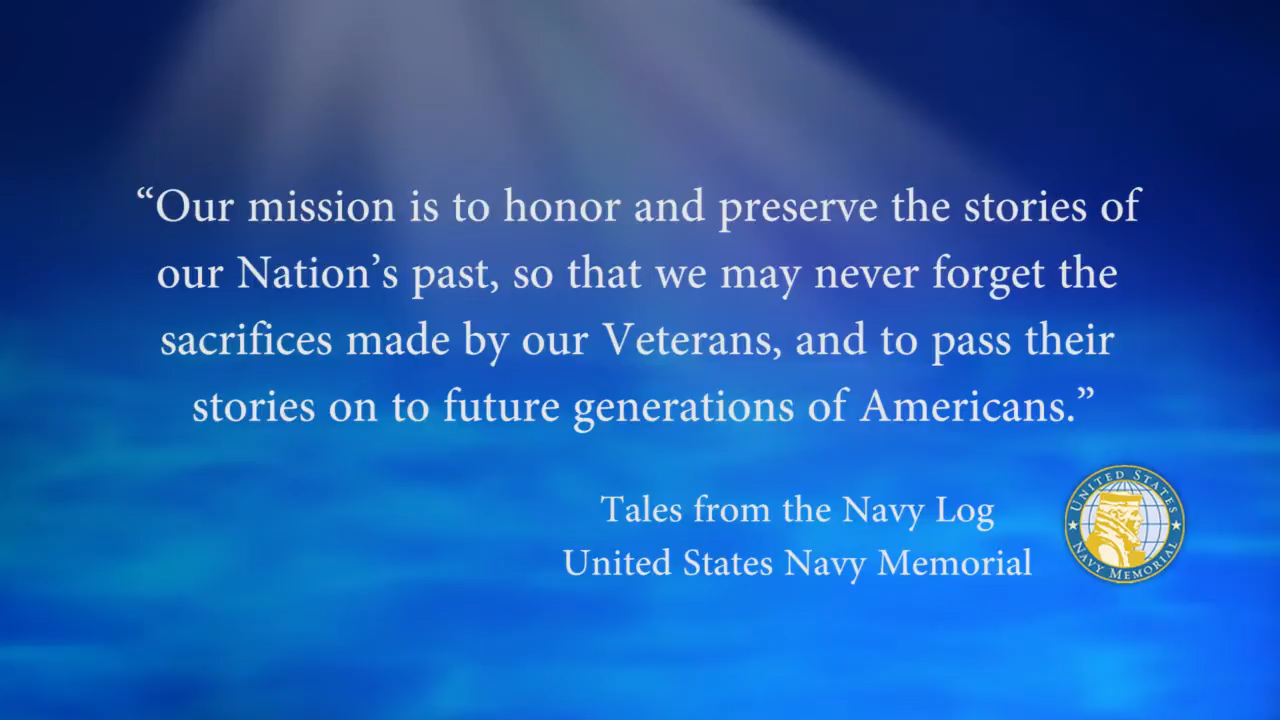 “Our mission is to honor and preserve the stories of
our Nation’s past, so that we may never forget the
sacrifices made by our Veterans, and to pass their
stories on to future generations of Americans.”
Tales from the Navy Log
United States Navy Memorial
UNITED STATES
NAVY MEMORIAL